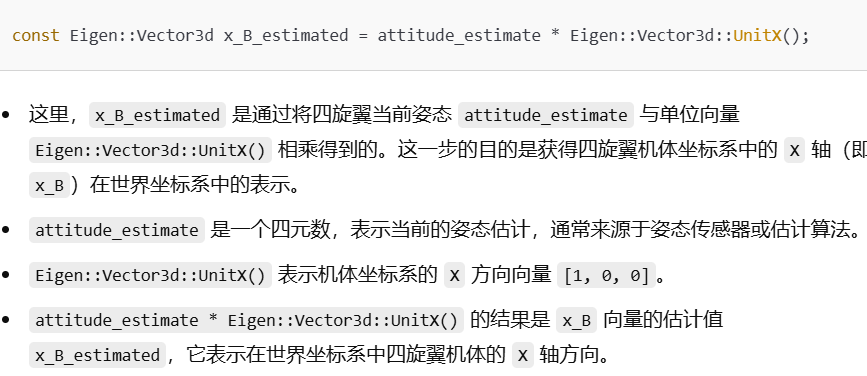 const Eigen::Vector3d x_B_estimated = attitude_estimate * Eigen::Vector3d::UnitX();
• 这里，x_B_estimated 是通过将四旋翼当前姿态 attitude_estimate 与单位向量
Eigen::Vector3d::UnitX() 相乘得到的。这一步的目的是获得四旋翼机体坐标系中的 X 轴（即
x_B）在世界坐标系中的表示。
• attitude_estimate 是一个四元数，表示当前的姿态估计，通常来源于姿态传感器或估计算法。
• Eigen::Vector3d::UnitX() 表示机体坐标系的 X 方向向量 [1, 0, 0]。
• attitude_estimate * Eigen::Vector3d::UnitX() 的结果是 x_B 向量的估计值
x_B_estimated，它表示在世界坐标系中四旋翼机体的 X 轴方向。